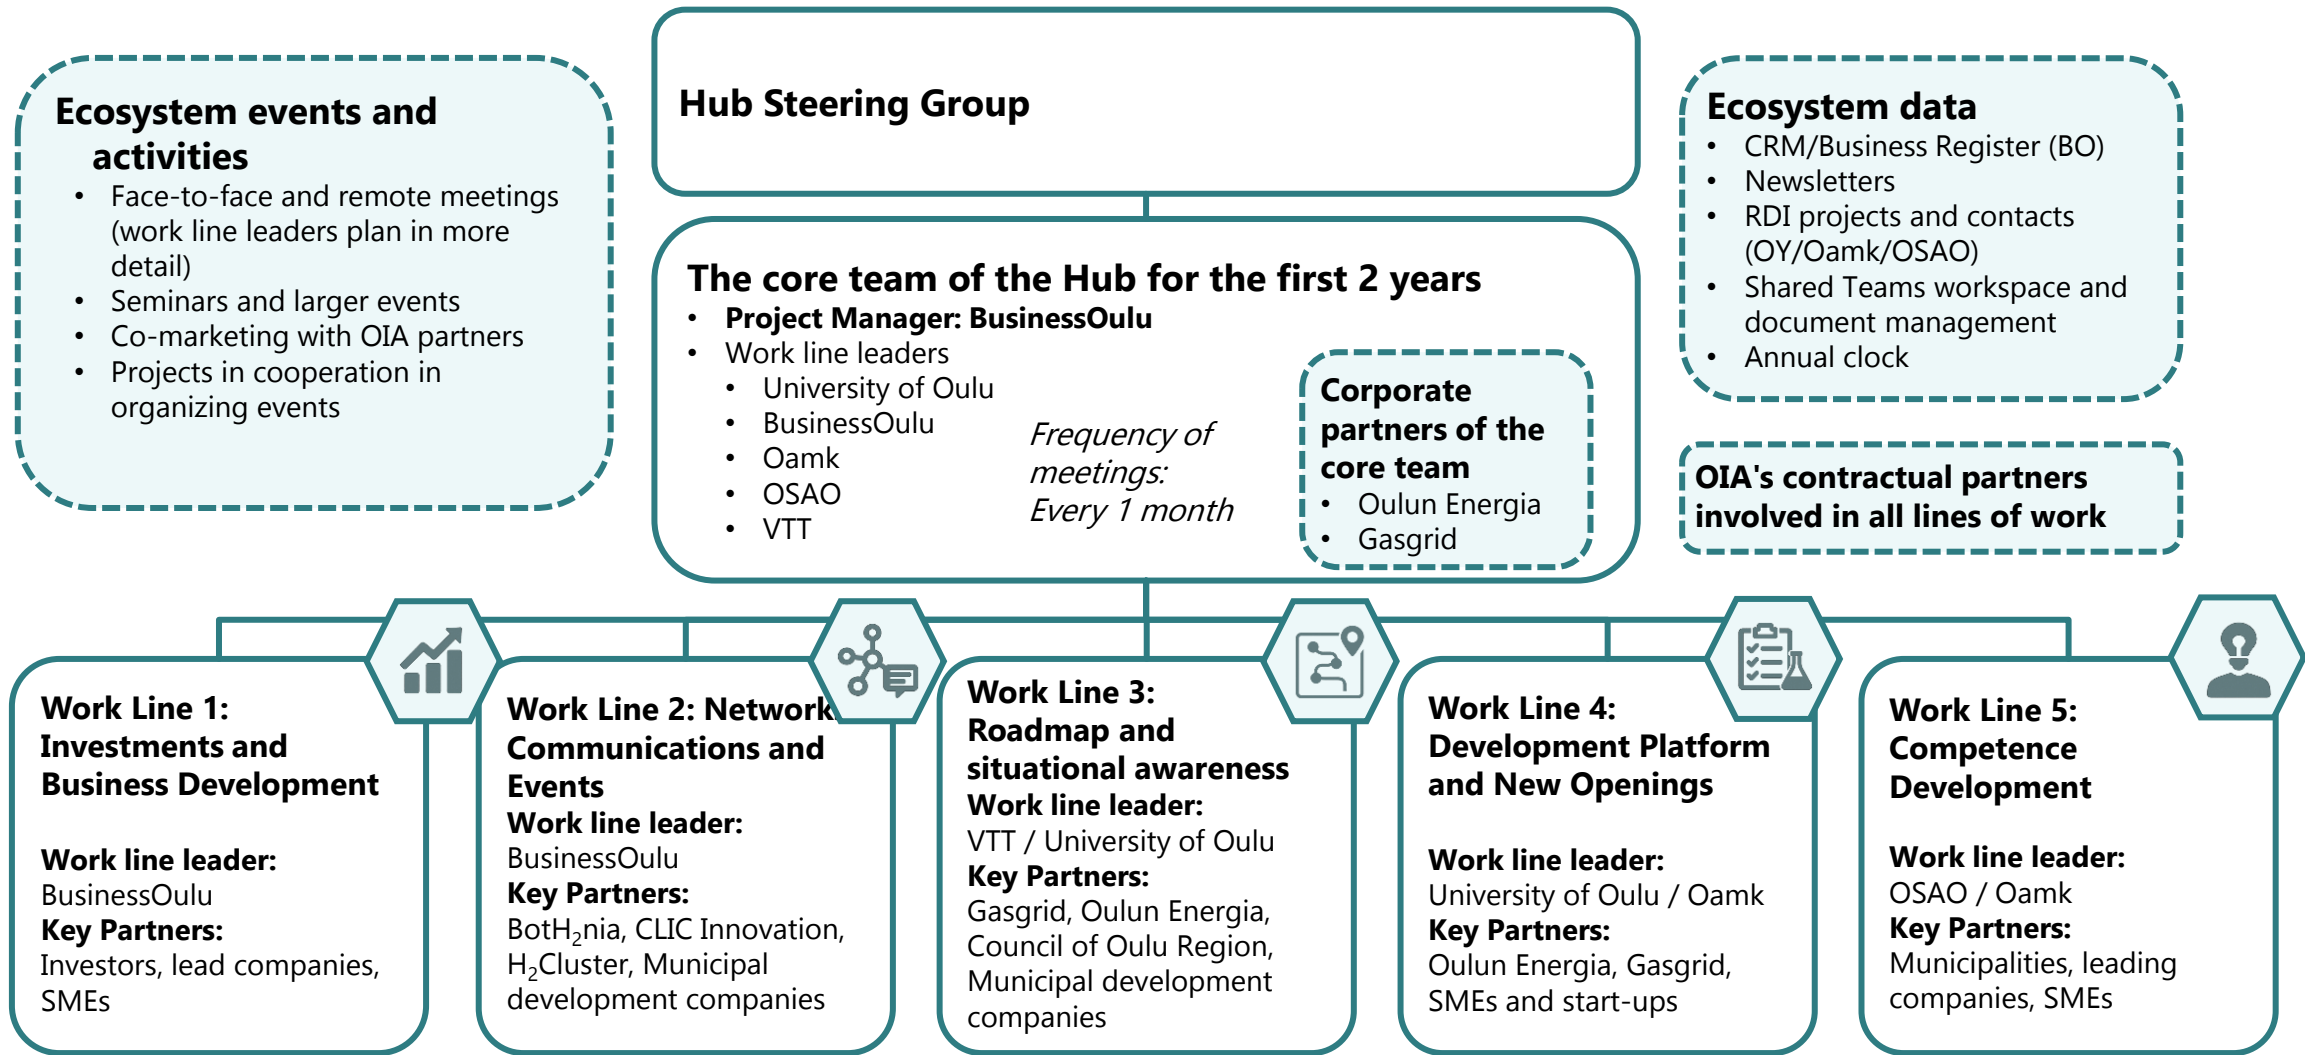 Hub Steering Group
Ecosystem events and
activities
• Face-to-face and remote meetings
(work line leaders plan in more
detail)
• Seminars and larger events
• Co-marketing with OIA partners
• Projects in cooperation in
organizing events
The core team of the Hub for the first 2 years
• Project Manager: BusinessOulu
• Work line leaders
• University of Oulu
• BusinessOulu
• Oamk
• OSAO
• VTT
Frequency of
meetings:
Every 1 month
Corporate
partners of the
core team
• Oulun Energia
• Gasgrid
Ecosystem data
• CRM/Business Register (BO)
• Newsletters
• RDI projects and contacts
(OY/Oamk/OSAO)
• Shared Teams workspace and
document management
• Annual clock
OIA's contractual partners
involved in all lines of work
Work Line 1:
Investments and
Business Development
Work line leader:
BusinessOulu
Key Partners:
Investors, lead companies,
SMEs
Work Line 2: Network
Communications and
Events
Work line leader:
BusinessOulu
Key Partners:
BotH₂nia, CLIC Innovation,
H₂Cluster, Municipal
development companies
Work Line 3:
Roadmap and
situational awareness
Work line leader:
VTT / University of Oulu
Key Partners:
Gasgrid, Oulun Energia,
Council of Oulu Region,
Municipal development
companies
Work Line 4:
Development Platform
and New Openings
Work line leader:
University of Oulu / Oamk
Key Partners:
Oulun Energia, Gasgrid,
SMEs and start-ups
Work Line 5:
Competence
Development
Work line leader:
OSAO / Oamk
Key Partners:
Municipalities, leading
companies, SMEs